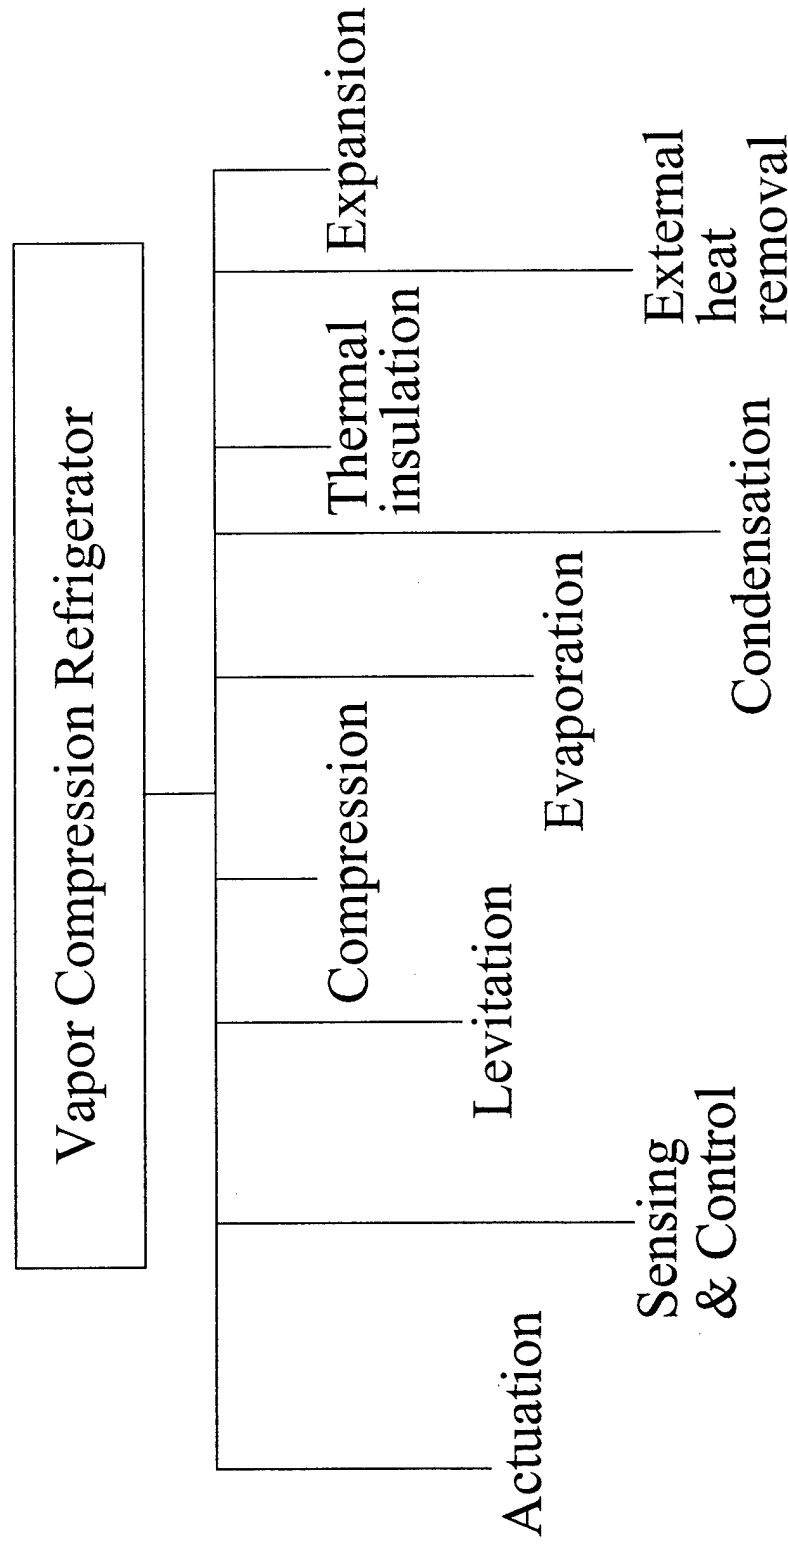 Vapor Compression Refrigerator
Actuation
Sensing
& Control
Levitation
Compression
Evaporation
Condensation
Thermal
insulation
External
heat
removal
Expansion